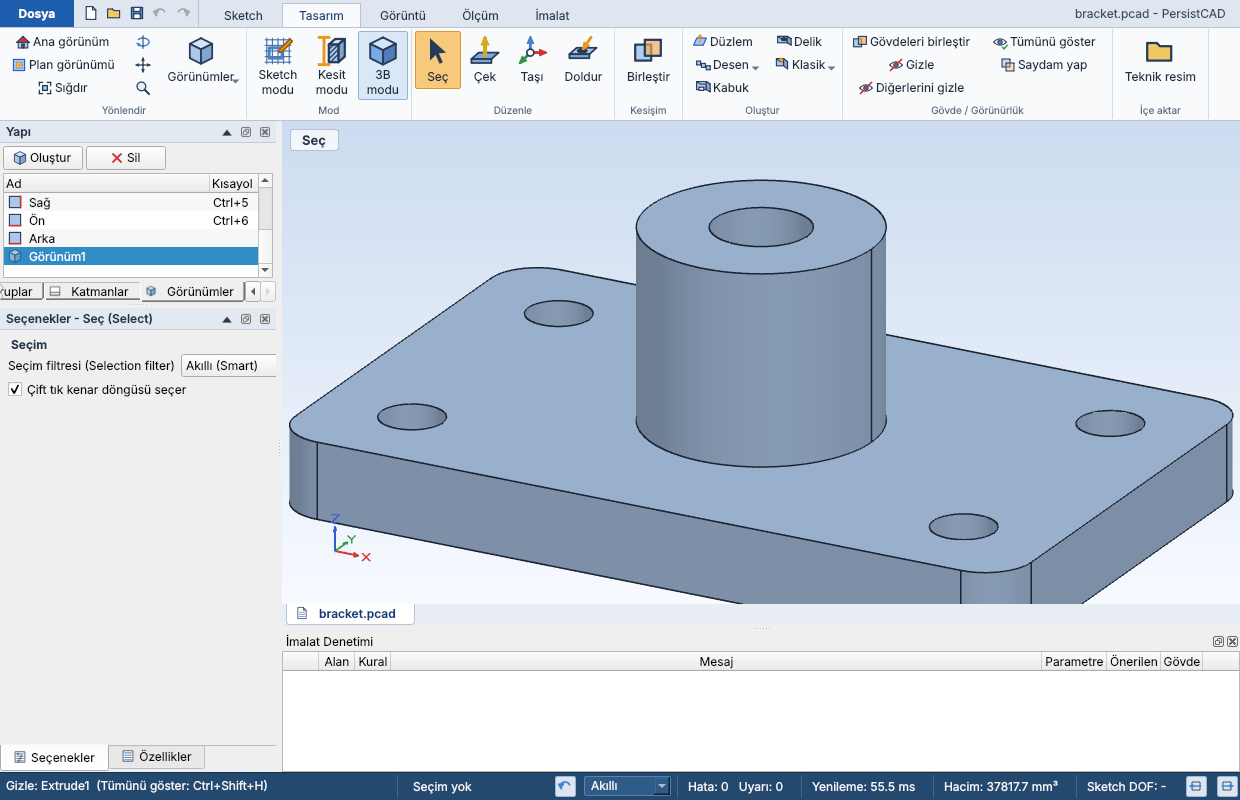 Dosya
Sketch
Tasarım
Görüntü
Ölçüm
İmalat
bracket.pcad - PersistCAD
Ana görünüm
Plan görünümü
Sığdır
Görünümler
Yönlendir
Sketch modu
Kesit modu
3B modu
Mod
Seç
Çek
Taşı
Doldur
Düzenle
Birleştir
Kesişim
Düzlem
Desen
Kabuk
Delik
Klasik
Oluştur
Gövdeleri birleştir
Gizle
Diğerlerini gizle
Tümünü göster
Saydam yap
Gövde / Görünürlük
Teknik resim
İçe aktar
Yapı
Oluştur
Sil
Ad
Kısayol
Sağ
Ctrl+5
Ön
Ctrl+6
Arka
Görünüm1
uplar
Katmanlar
Görünümler
Seçenekler - Seç (Select)
Seçim
Seçim filtresi (Selection filter)
Akıllı (Smart)
Çift tık kenar döngüsü seçer
Seç
Z
Y
X
bracket.pcad
İmalat Denetimi
Alan
Kural
Mesaj
Parametre
Önerilen
Gövde
Seçenekler
Özellikler
Gizle: Extrude1 (Tümünü göster: Ctrl+Shift+H)
Seçim yok
Akıllı
Hata: 0
Uyarı: 0
Yenileme: 55.5 ms
Hacim: 37817.7 mm³
Sketch DOF: -